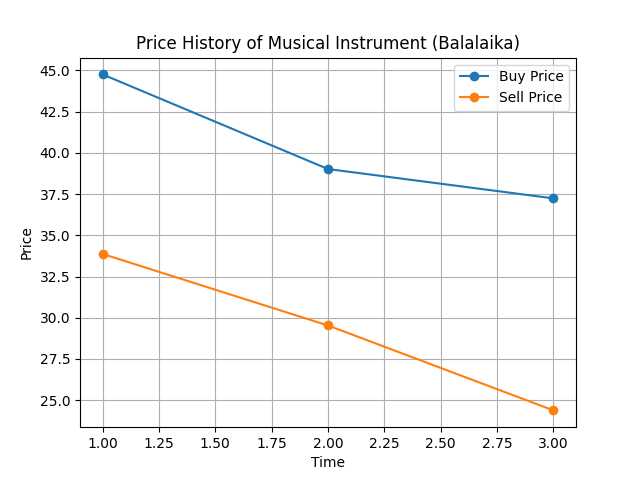 Price History of Musical Instrument (Balalaika)
Buy Price
Sell Price
45.0
42.5
40.0
37.5
35.0
32.5
30.0
27.5
25.0
Price
1.00 1.25 1.50 1.75 2.00 2.25 2.50 2.75 3.00
Time